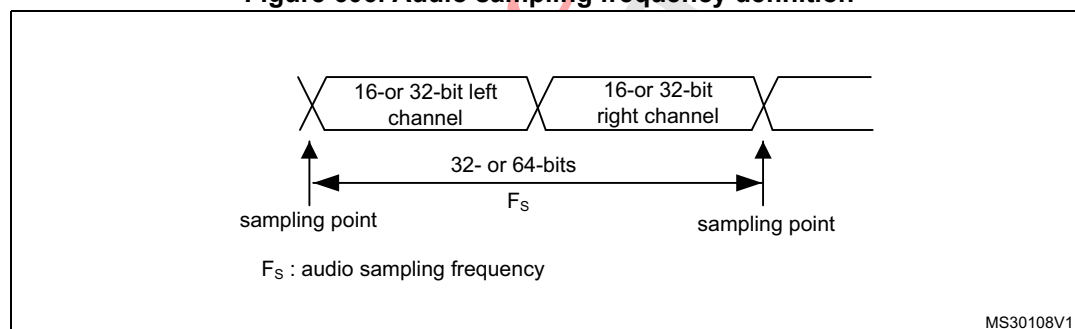 16-or 32-bit left
channel
16-or 32-bit
right channel
32- or 64-bits
FS
sampling point
sampling point
FS : audio sampling frequency
MS30108V1